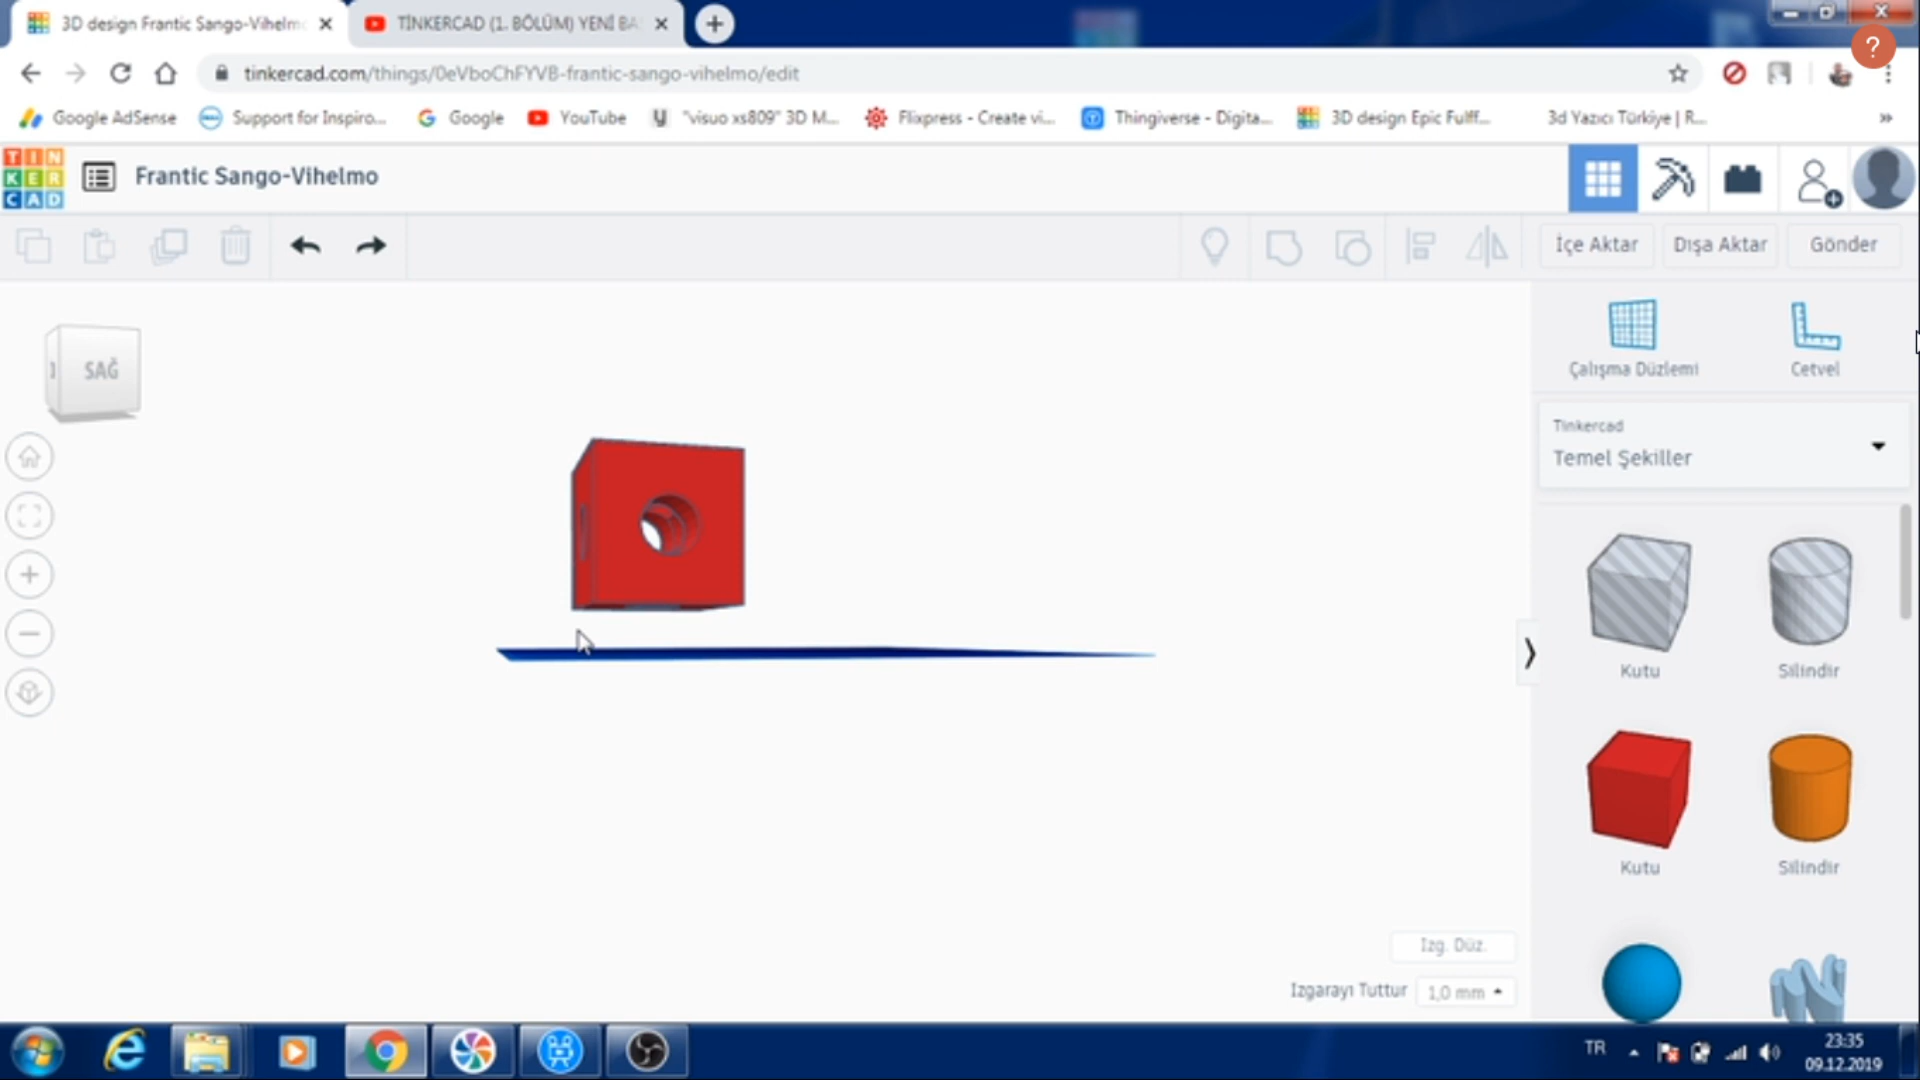 3D design Frantic Sango-Vihelm
TİNKERCAD (1. BÖLÜM) YENİ BA
tinkercad.com/things/0eVboChFYVB-frantic-sango-vihelmo/edit
Google AdSense
Support for Inspiro...
Google
YouTube
"visuo xs809" 3D M...
Flixpress - Create vi...
Thingiverse - Digita...
3D design Epic Fulff...
3d Yazıcı Türkiye | R...
TIN
KER
CAD
Frantic Sango-Vihelmo
İçe Aktar
Dışa Aktar
Gönder
SAĞ
Çalışma Düzlemi
Cetvel
Tinkercad
Temel Şekiller
Kutu
Silindir
Kutu
Silindir
Izg. Düz.
Izgarayı Tuttur
1,0 mm
TR
23:35
09.12.2019